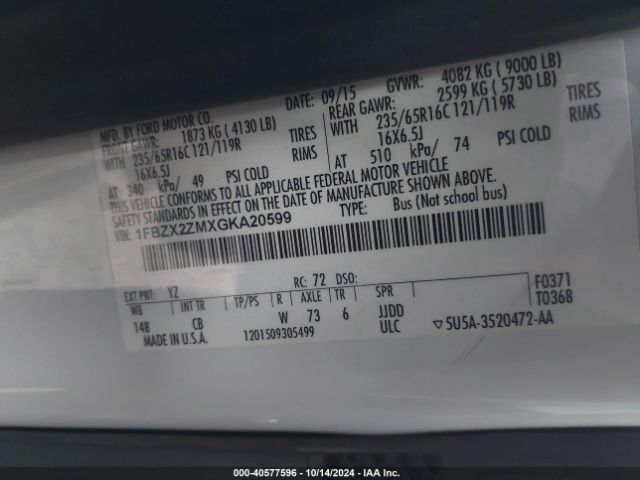 MFD. BY FORD MOTOR CO.
DATE: 09/15 GVWR: 4082 KG (9000 LB)
FRONT GAWR: 1873 KG (4130 LB) REAR GAWR: 2599 KG (5730 LB)
WITH 235/65R16C 121/119R TIRES WITH 235/65R16C 121/119R TIRES
16X6.5J RIMS 16X6.5J RIMS
AT 340 kPa/ 49 PSI COLD AT 510 kPa/ 74 PSI COLD
THIS VEHICLE CONFORMS TO ALL APPLICABLE FEDERAL MOTOR VEHICLE
SAFETY STANDARDS IN EFFECT ON THE DATE OF MANUFACTURE SHOWN ABOVE.
VDE: 1FBZX2ZMXGKA20599 TYPE: Bus (Not school bus)
EXT PNT: YZ RC: 72 DSO: F0371
WB INT TR TP/PS R AXLE TR SPR T0368
148 CB W 73 6 JJDD
MADE IN U.S.A. 1201509305499 ULC ▽5U5A-3520472-AA
000-40577596 - 10/14/2024 - IAAI.com